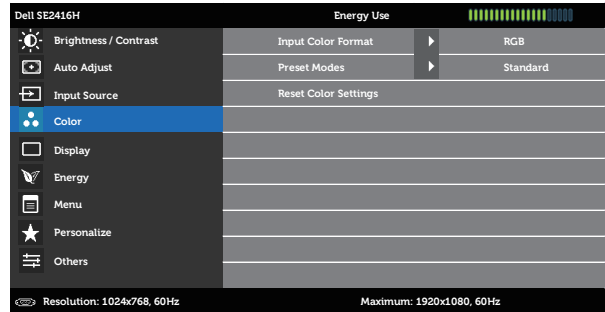 Dell SE2416H Energy Use
Brightness / Contrast Input Color Format RGB
Auto Adjust Preset Modes Standard
Input Source Reset Color Settings
Color
Display
Energy
Menu
Personalize
Others
Resolution: 1024x768, 60Hz Maximum: 1920x1080, 60Hz